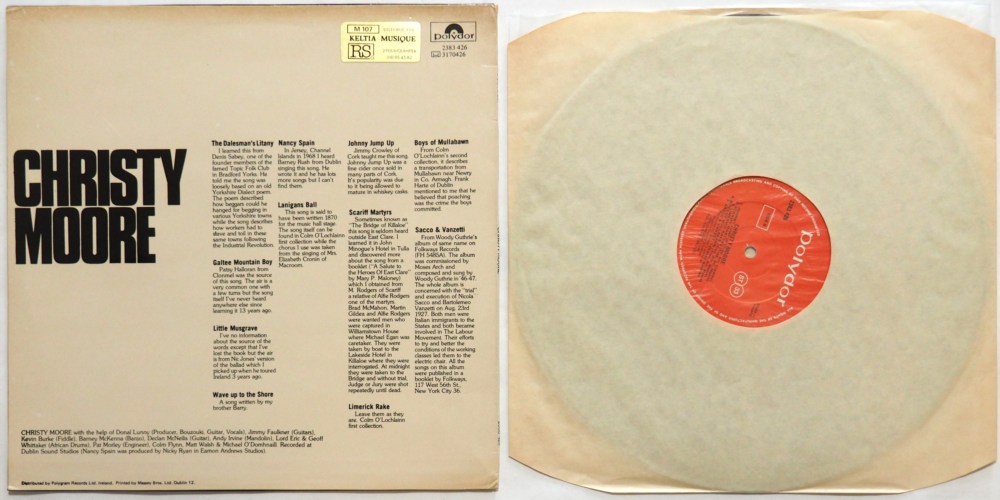 M 107
KELTIA MUSIQUE
RS
polydor
2383 426
3170426
CHRISTY
MOORE
The Dalesman's Litany
I learned this from
Denis Sabey, one of the
founder members of the
famed Topic Folk Club
in Bradford Yorks. He
told me the song was
loosely based on an old
Yorkshire Dialect poem.
The poem described
how beggars could be
hanged for begging in
various Yorkshire towns
while the song describes
how workers had to
slave and toil in these
same towns following
the Industrial Revolution.
Galtee Mountain Boy
Patsy Halloran from
Clonmel was the source
of this song. The air is a
very common one with
a few turns but the song
itself I've never heard
anywhere else since
learning it 13 years ago.
Little Musgrave
I've no information
about the source of the
words except that I've
lost the book but the air
is from Nic Jones' version
of the ballad which I
picked up when he toured
Ireland 3 years ago.
Wave up to the Shore
A song written by my
brother Barry.
Nancy Spain
In Jersey, Channel
Islands in 1968 I heard
Barney Rush from Dublin
singing this song. He
wrote it and he has lots
more songs but I can't
find them.
Lanigans Ball
This song is said to
have been written 1870
for the music hall stage.
The song itself can be
found in Colm O'Lochlainn
first collection while the
chorus I use was taken
from the singing of Mrs.
Elizabeth Cronin of
Macroom.
Johnny Jump Up
Jimmy Crowley of
Cork taught me this song.
Johnny Jump Up was a
fine cider once sold in
many parts of Cork.
It's popularity was due
to it being allowed to
mature in whiskey casks.
Scariff Martyrs
Sometimes known as
"The Bridge of Killaloe"
this song is seldom heard
outside East Clare. I
learned it in John
Minogue's Hotel in Tulla
and discovered more
about the song from a
booklet ("A Salute to
the Heroes Of East Clare"
by Mary P. Maloney)
which I obtained from
M. Rodgers of Scariff
a relative of Alfie Rodgers
one of the martyrs.
Brad McMahon, Martin
Gildea and Alfie Rodgers
were wanted men who
were captured in
Williamstown House
where Michael Egan was
caretaker. They were
taken by boat to the
Lakeside Hotel in
Killaloe where they were
interrogated. At midnight
they were taken to the
Bridge and without trial,
Judge or Jury were shot
repeatedly until dead.
Limerick Rake
Leave them as they
are. Colm O'Lochlainn
first collection.
Boys of Mullabawn
From Colm
O'Lochlainn's second
collection, it describes
a transportation from
Mullabawn near Newry
in Co. Armagh. Frank
Harte of Dublin
mentioned to me that he
believed that poaching
was the crime the boys
committed.
Sacco & Vanzetti
From Woody Guthrie's
album of same name on
Folkways Records
(FH 5485A). The album
was commissioned by
Moses Asch and
composed and sung by
Woody Guthrie in '46-47.
The whole album is
concerned with the "trial"
and execution of Nicola
Sacco and Bartolemeo
Vanzetti on Aug. 23rd
1927. Both men were
Italian immigrants to the
States and both became
involved in The Labour
Movement. Their efforts
to try and better the
conditions of the working
classes led them to the
electric chair. All the
songs on this album
were published in a
booklet by Folkways,
117 West 56th St.,
New York City 36.
CHRISTY MOORE with the help of Donal Lunny (Producer, Bouzouki, Guitar, Vocals), Jimmy Faulkner (Guitars),
Kevin Burke (Fiddle), Barney McKenna (Banjo), Declan McNelis (Guitar), Andy Irvine (Mandolin), Lord Eric & Geoff
Whittaker (African Drums), Pat Morley (Engineer), Colm Flynn, Matt Walsh & Michael O'Domhnaill. Recorded at
Dublin Sound Studios (Nancy Spain was produced by Nicky Ryan in Eamon Andrews Studios).
Distributed by Polygram Records Ltd., Ireland. Printed by Massey Bros. Ltd. Dublin 13.
polydor